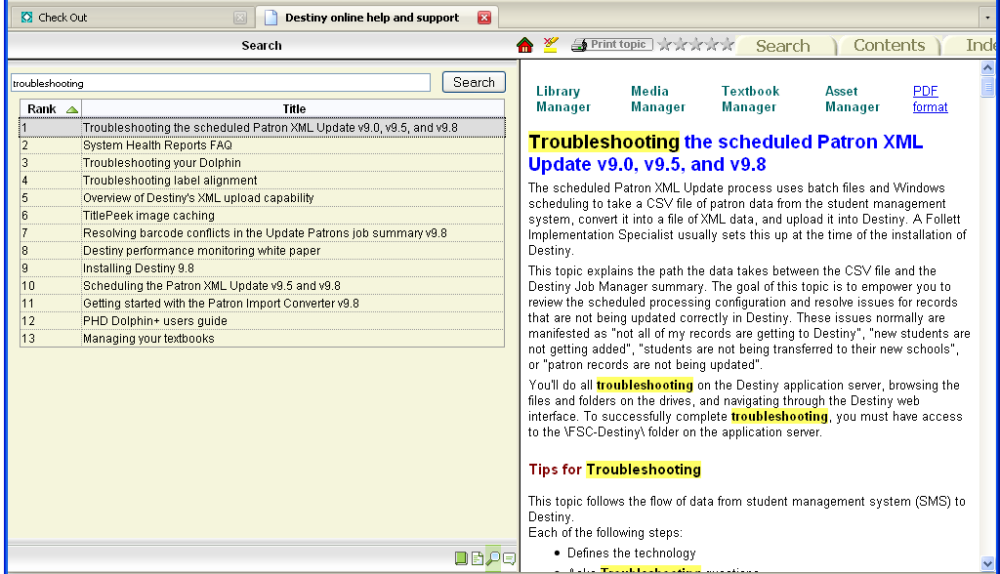 Check Out
Destiny online help and support
Search
Print topic
Search
Contents
Inde
troubleshooting
Search
Rank Title
1 Troubleshooting the scheduled Patron XML Update v9.0, v9.5, and v9.8
2 System Health Reports FAQ
3 Troubleshooting your Dolphin
4 Troubleshooting label alignment
5 Overview of Destiny's XML upload capability
6 TitlePeek image caching
7 Resolving barcode conflicts in the Update Patrons job summary v9.8
8 Destiny performance monitoring white paper
9 Installing Destiny 9.8
10 Scheduling the Patron XML Update v9.5 and v9.8
11 Getting started with the Patron Import Converter v9.8
12 PHD Dolphin+ users guide
13 Managing your textbooks
Library Manager
Media Manager
Textbook Manager
Asset Manager
PDF format
Troubleshooting the scheduled Patron XML
Update v9.0, v9.5, and v9.8
The scheduled Patron XML Update process uses batch files and Windows
scheduling to take a CSV file of patron data from the student management
system, convert it into a file of XML data, and upload it into Destiny. A Follett
Implementation Specialist usually sets this up at the time of the installation of
Destiny.
This topic explains the path the data takes between the CSV file and the
Destiny Job Manager summary. The goal of this topic is to empower you to
review the scheduled processing configuration and resolve issues for records
that are not being updated correctly in Destiny. These issues normally are
manifested as "not all of my records are getting to Destiny", "new students are
not getting added", "students are not being transferred to their new schools",
or "patron records are not being updated".
You'll do all troubleshooting on the Destiny application server, browsing the
files and folders on the drives, and navigating through the Destiny web
interface. To successfully complete troubleshooting, you must have access
to the \FSC-Destiny\ folder on the application server.
Tips for Troubleshooting
This topic follows the flow of data from student management system (SMS) to
Destiny.
Each of the following steps:
• Defines the technology
• Asks Troubleshooting questions